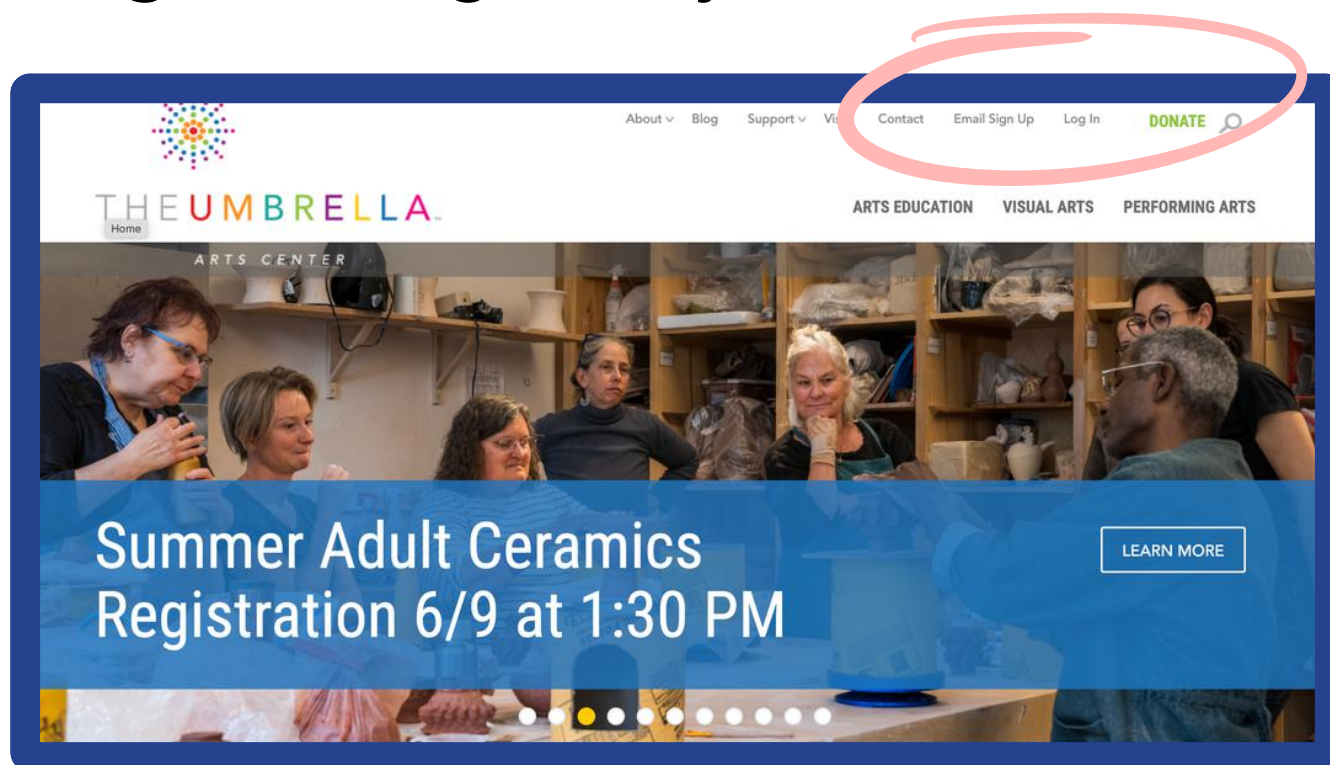 About Blog Support Contact Email Sign Up Log In DONATE
THE UMBRELLA
Home
ARTS CENTER
ARTS EDUCATION VISUAL ARTS PERFORMING ARTS
Summer Adult Ceramics
Registration 6/9 at 1:30 PM
LEARN MORE